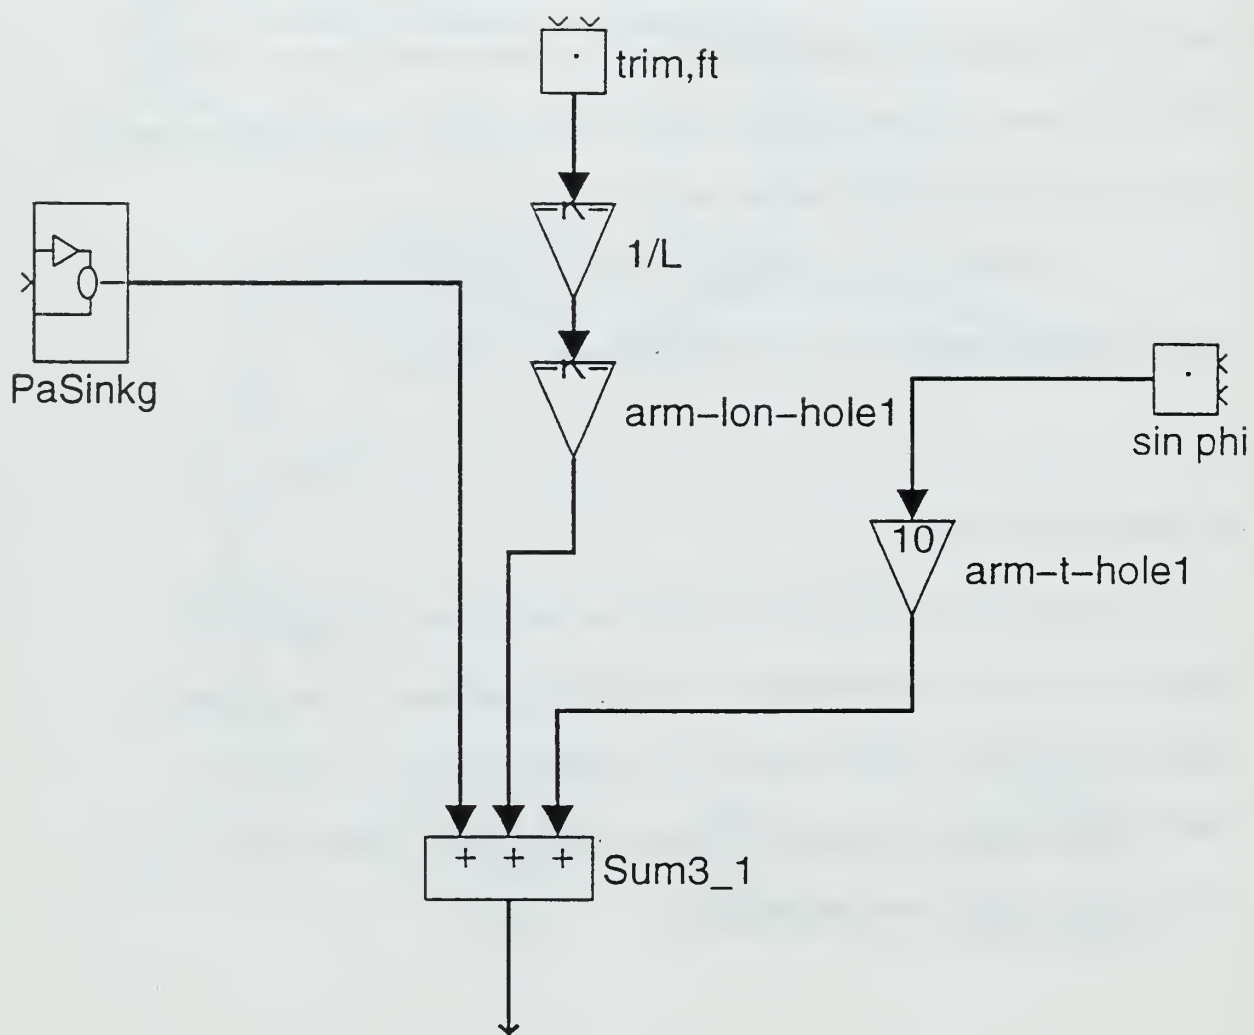 trim,ft
-K-
1/L
PaSinkg
-K-
arm-lon-hole1
sin phi
10
arm-t-hole1
+ + +
Sum3_1